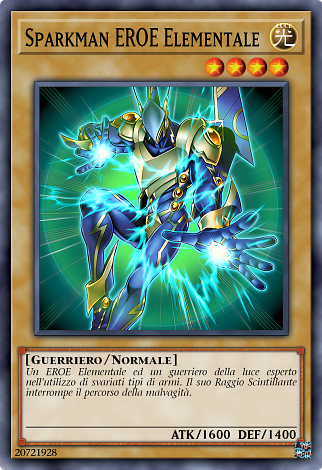 Sparkman EROE Elementale
光
[Guerriero/Normale]
Un EROE Elementale ed un guerriero della luce esperto
nell'utilizzo di svariati tipi di armi. Il suo Raggio Scintillante
interrompe il percorso della malvagità.
ATK/1600 DEF/1400
20721928